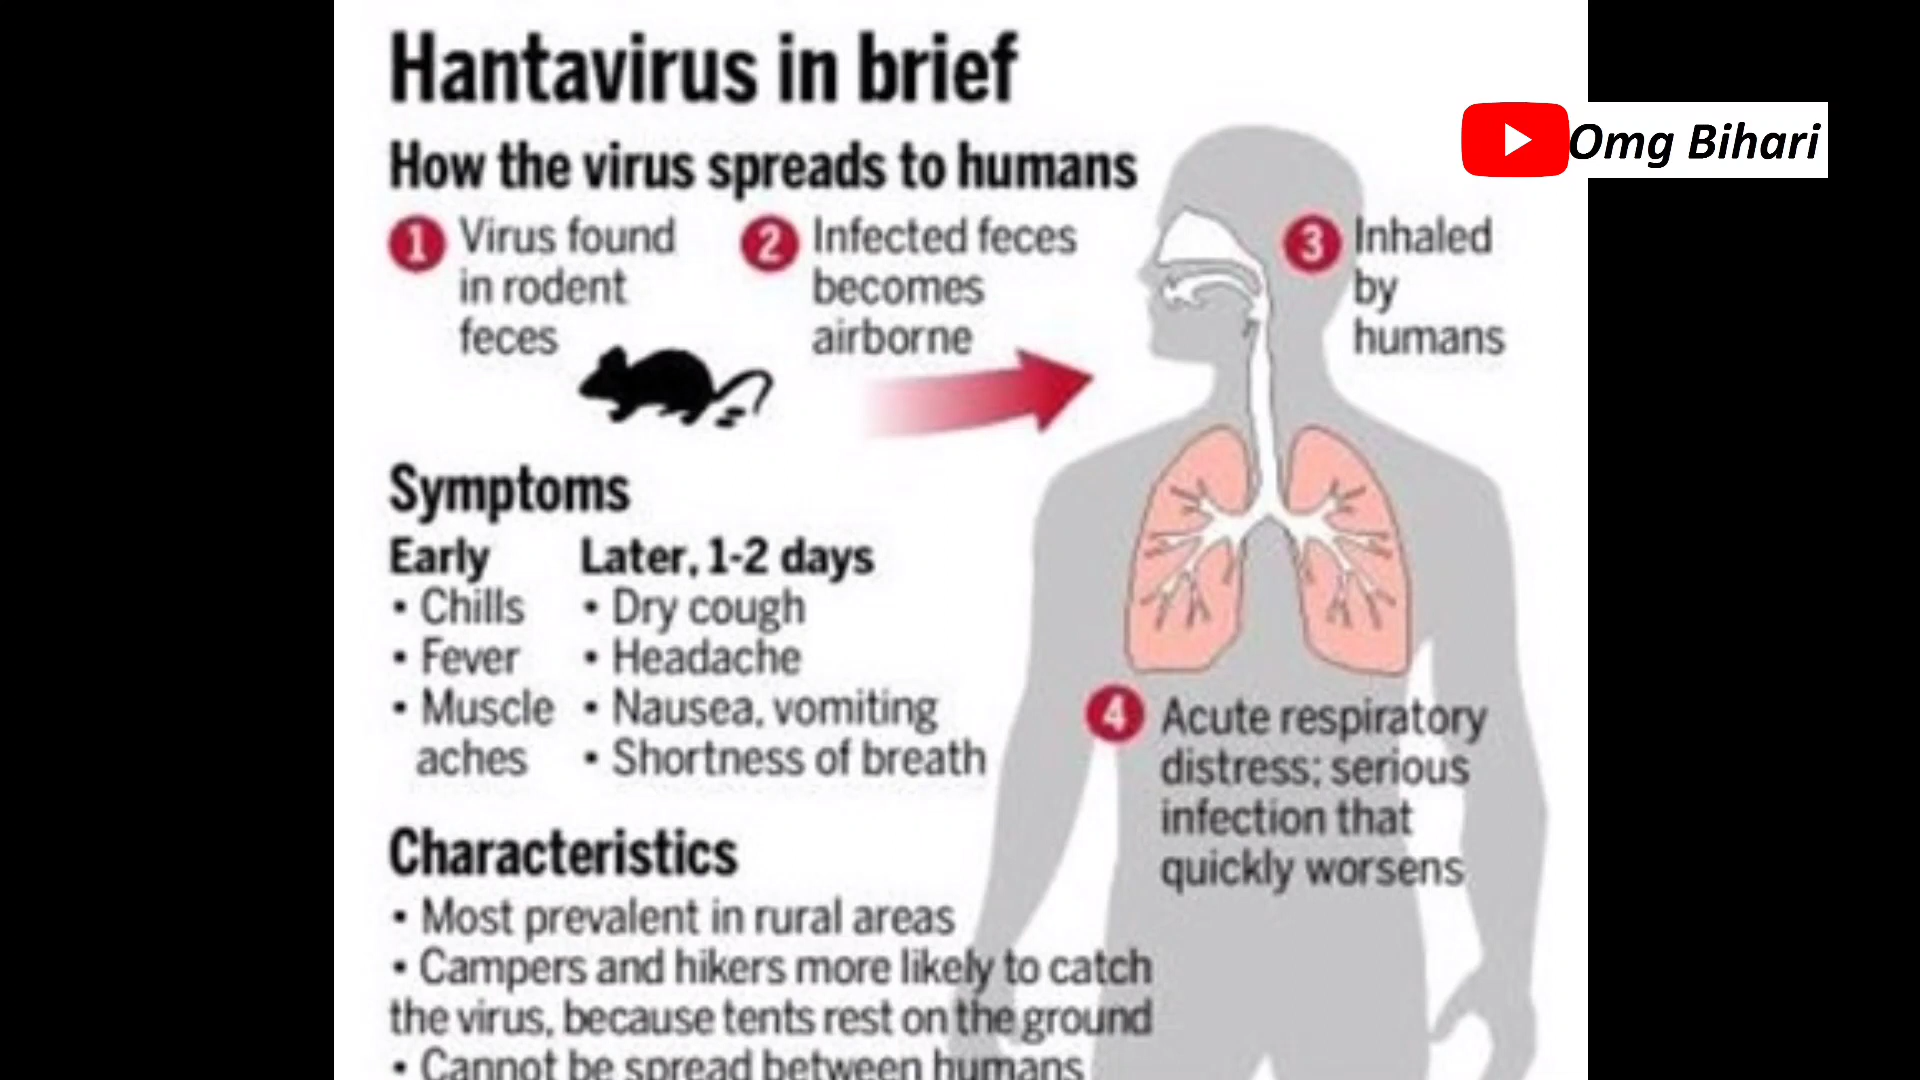 Hantavirus in brief
Omg Bihari
How the virus spreads to humans
1 Virus found
in rodent
feces
2 Infected feces
becomes
airborne
3 Inhaled
by
humans
Symptoms
Early
• Chills
• Fever
• Muscle
aches
Later, 1-2 days
• Dry cough
• Headache
• Nausea, vomiting
• Shortness of breath
4 Acute respiratory
distress; serious
infection that
quickly worsens
Characteristics
• Most prevalent in rural areas
• Campers and hikers more likely to catch
the virus, because tents rest on the ground
• Cannot be spread between humans